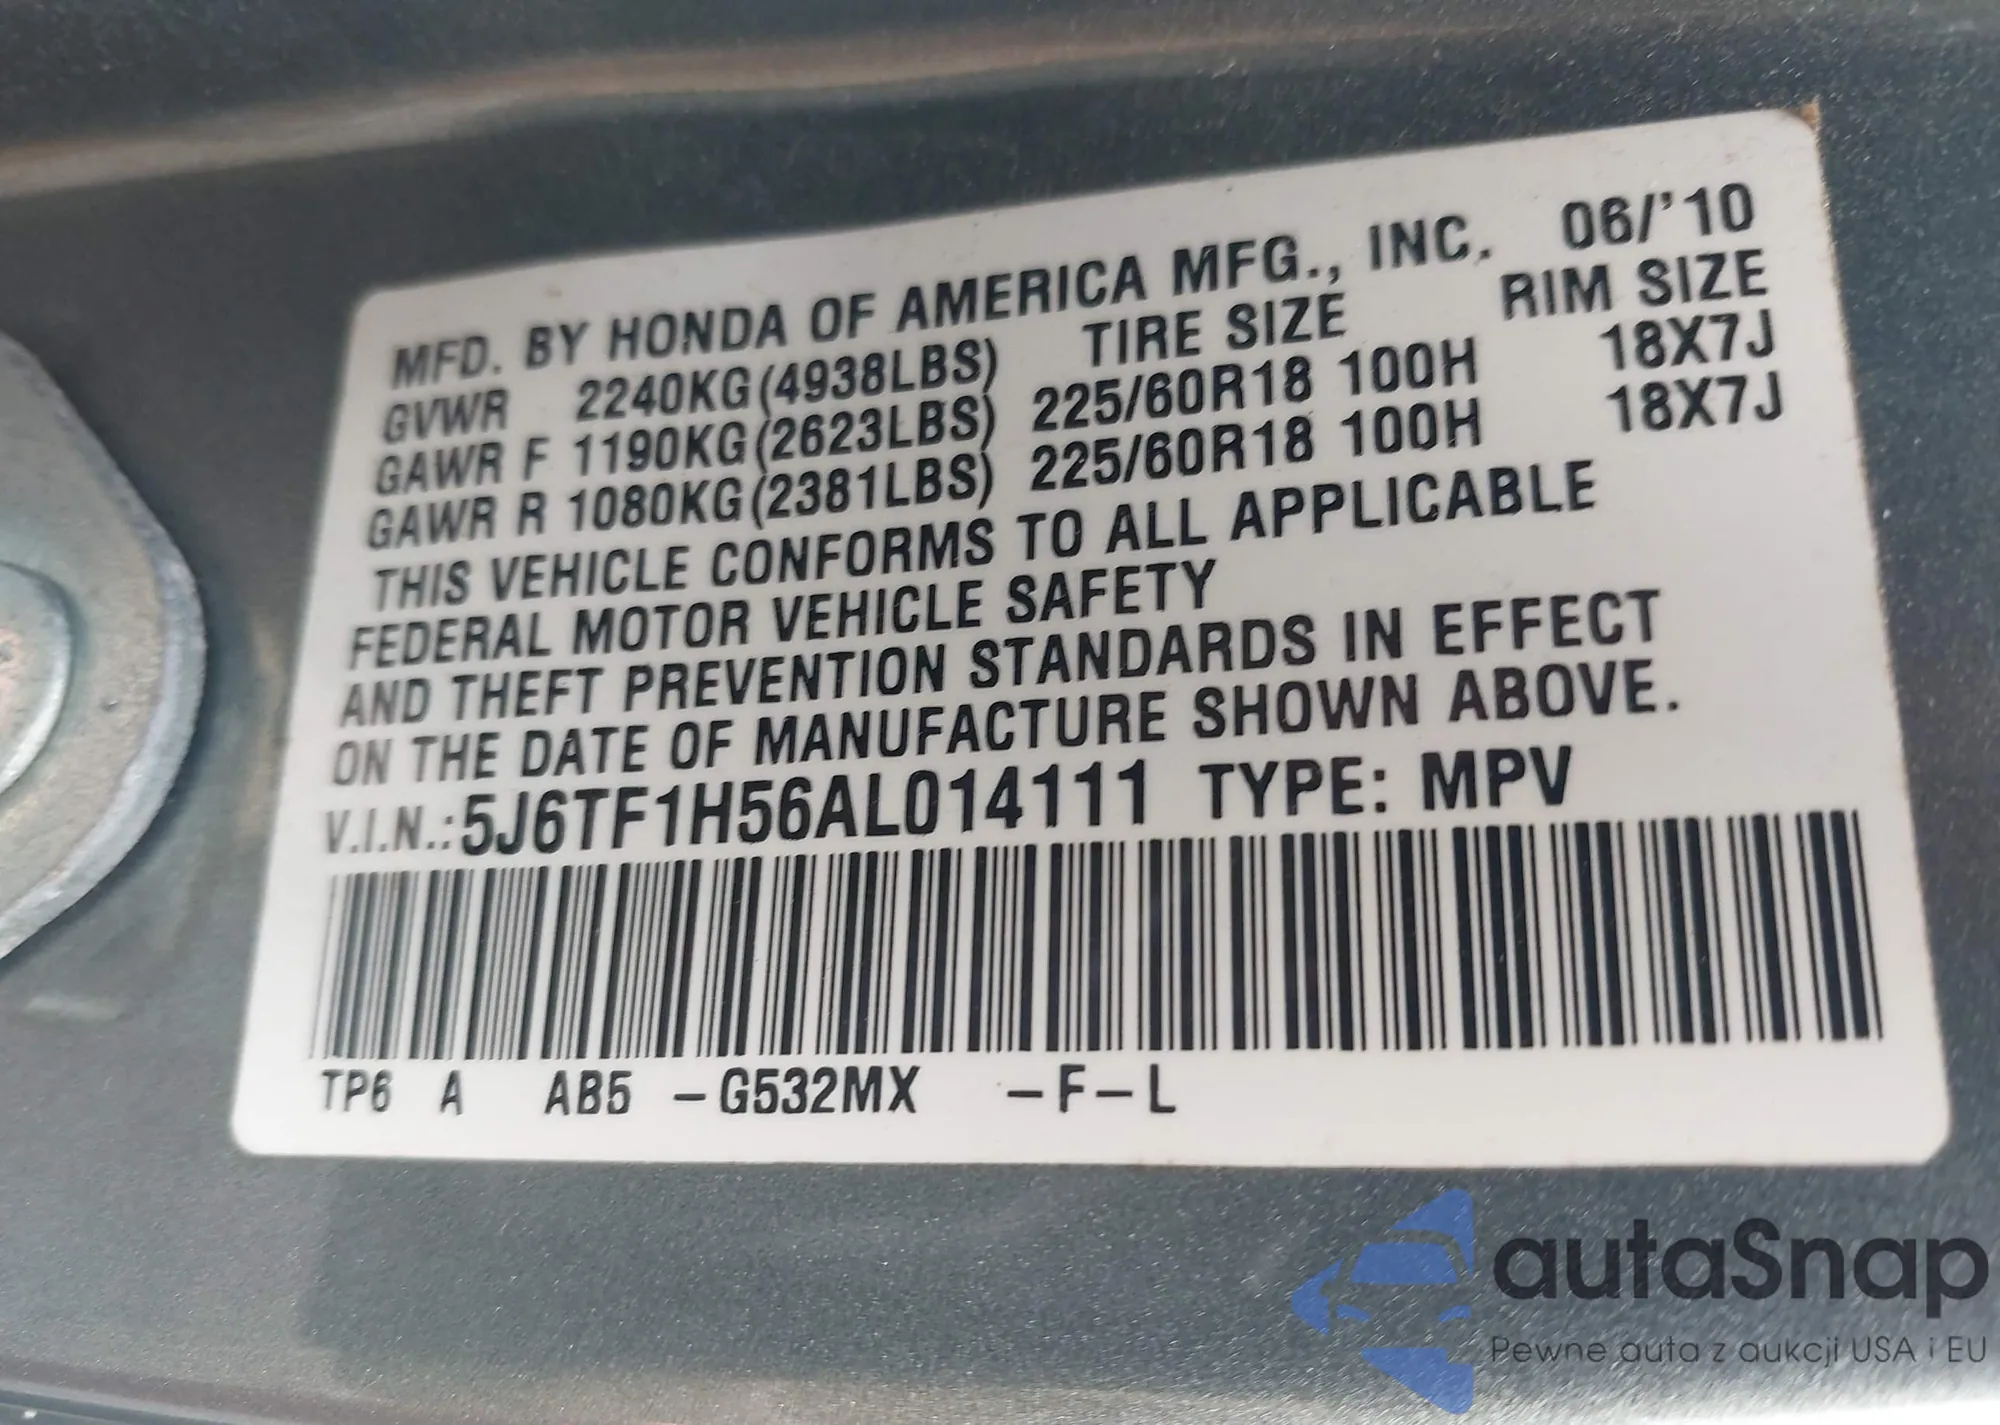 MFD. BY HONDA OF AMERICA MFG., INC. 06/'10
GVWR 2240KG(4938LBS) TIRE SIZE RIM SIZE
GAWR F 1190KG(2623LBS) 225/60R18 100H 18X7J
GAWR R 1080KG(2381LBS) 225/60R18 100H 18X7J
THIS VEHICLE CONFORMS TO ALL APPLICABLE
FEDERAL MOTOR VEHICLE SAFETY
AND THEFT PREVENTION STANDARDS IN EFFECT
ON THE DATE OF MANUFACTURE SHOWN ABOVE.
V.I.N.:5J6TF1H56AL014111 TYPE: MPV
TP6 A AB5 -G532MX -F-L
autaSnap
Pewne auta z aukcji USA i EU